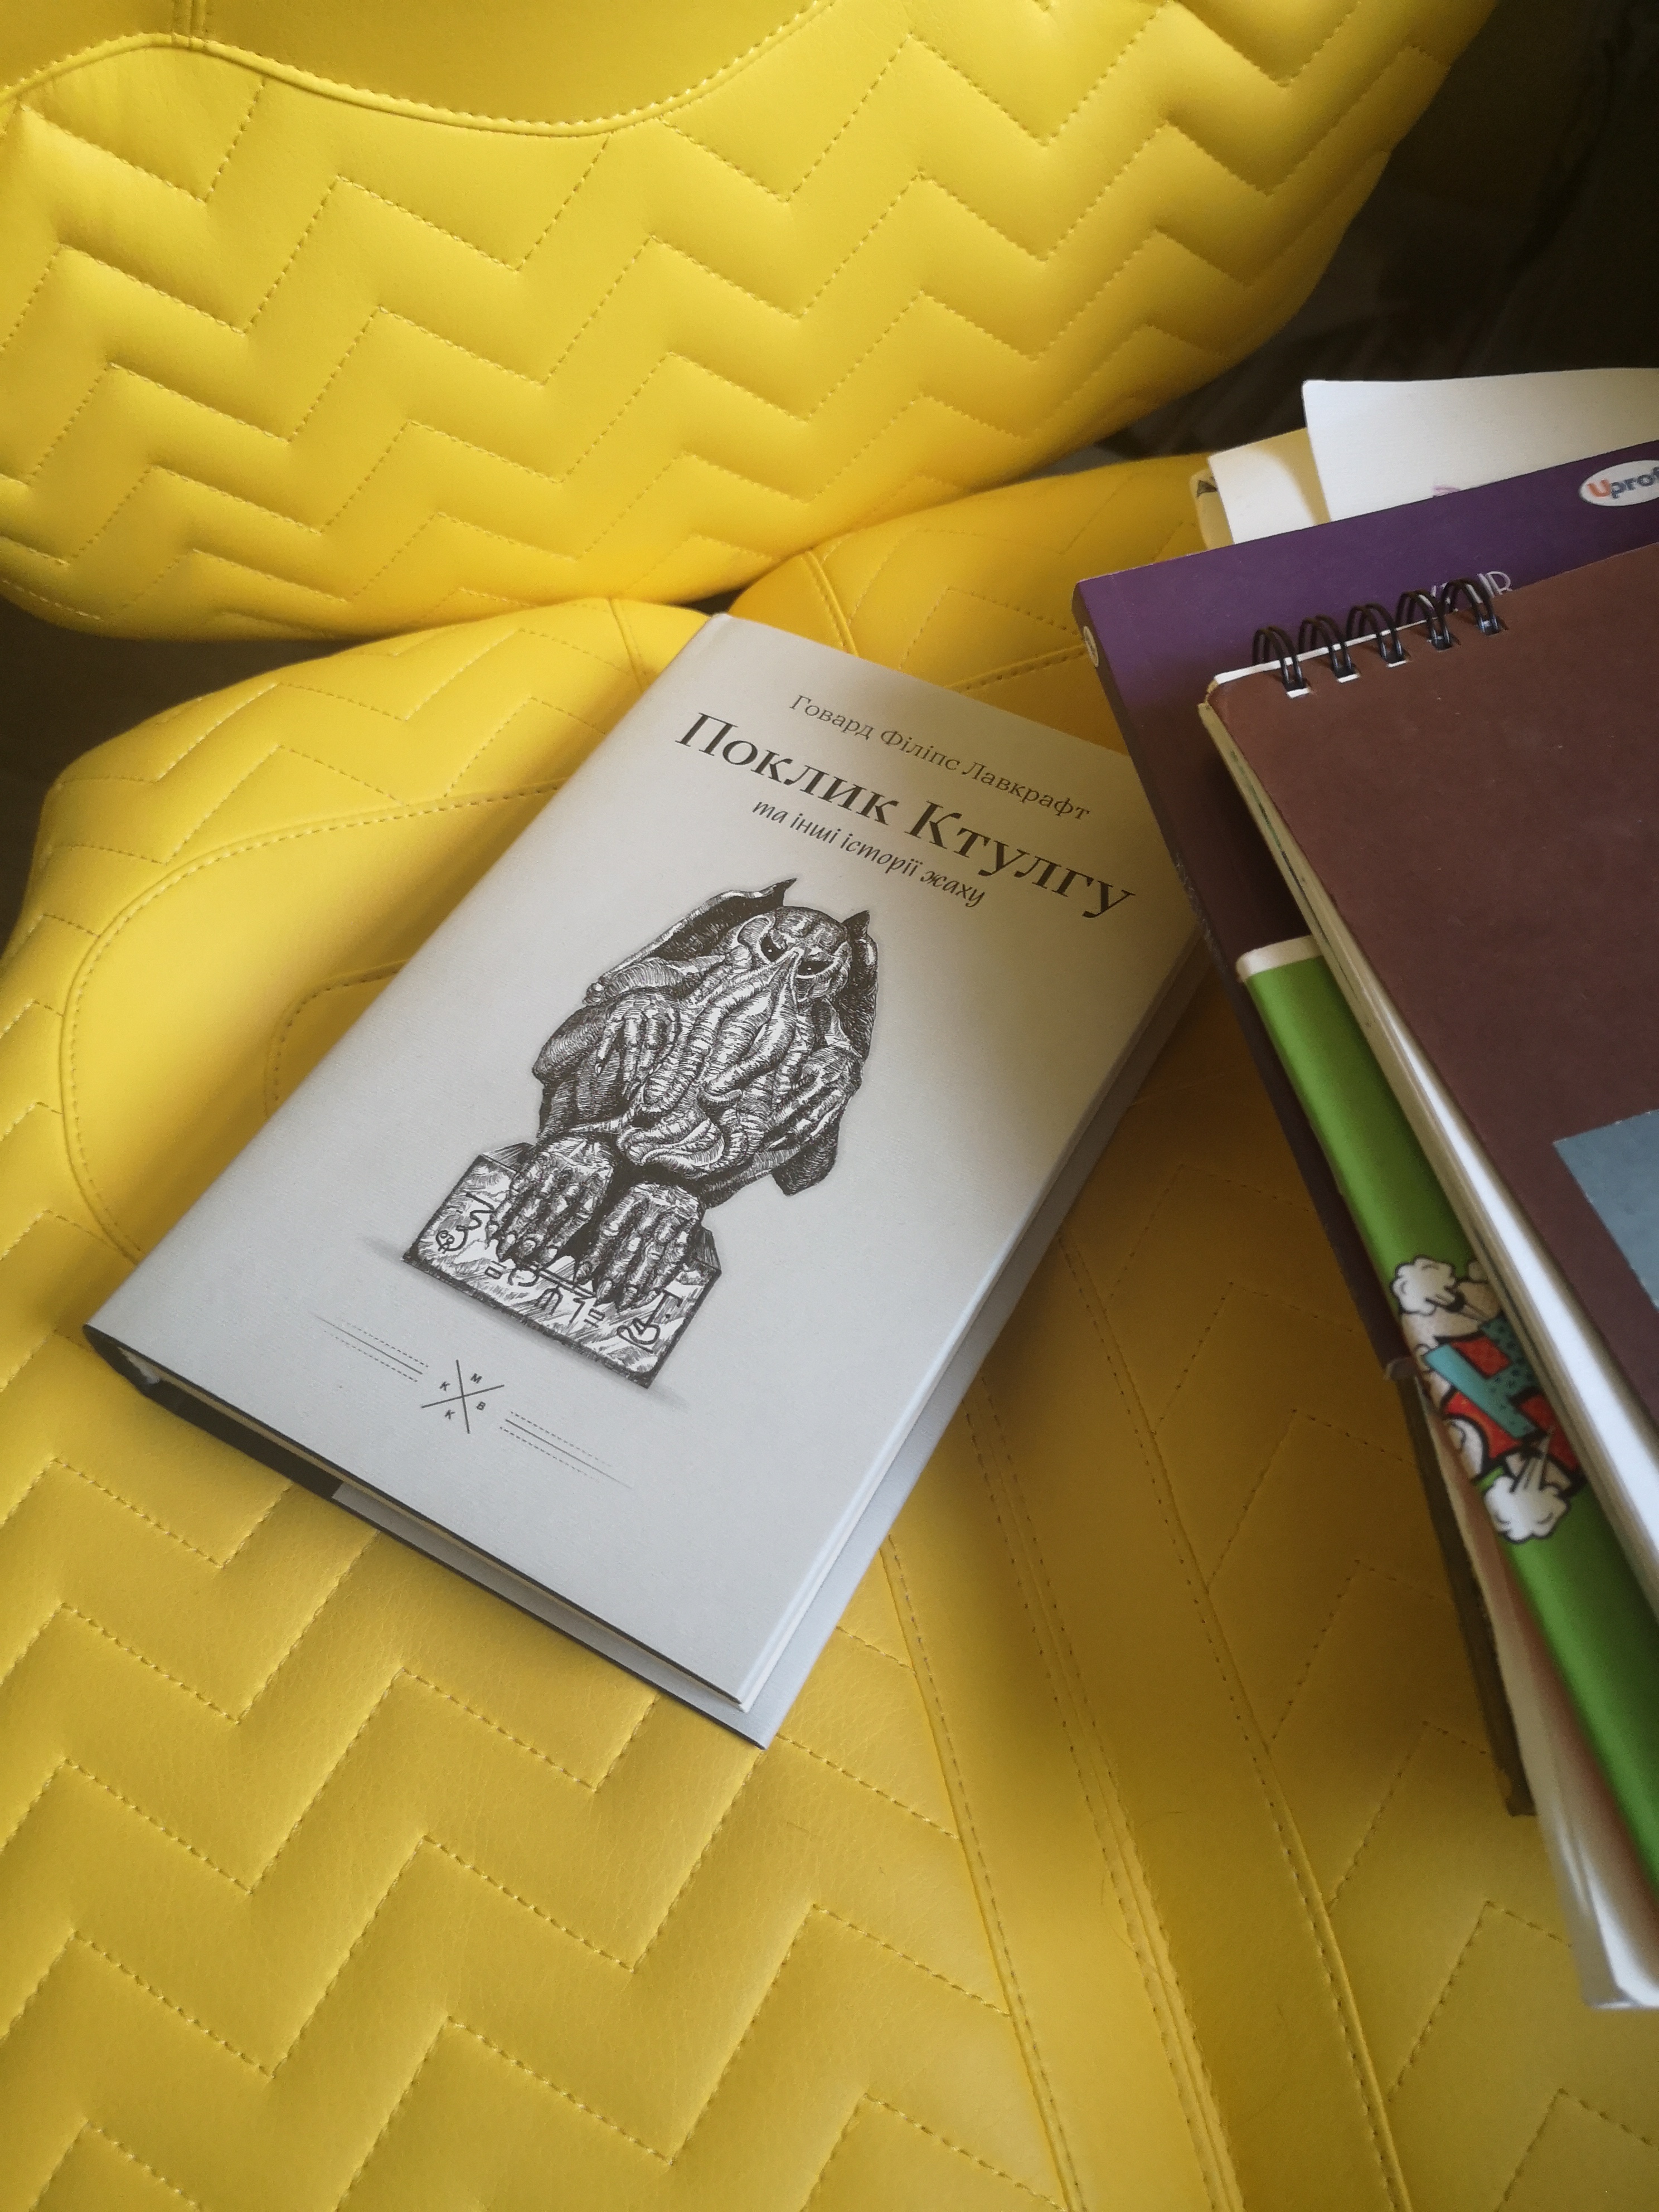 Говард Філіпс Лавкрафт
Поклик Ктулгу
та інші історії жаху
М
К В
К
Uprof